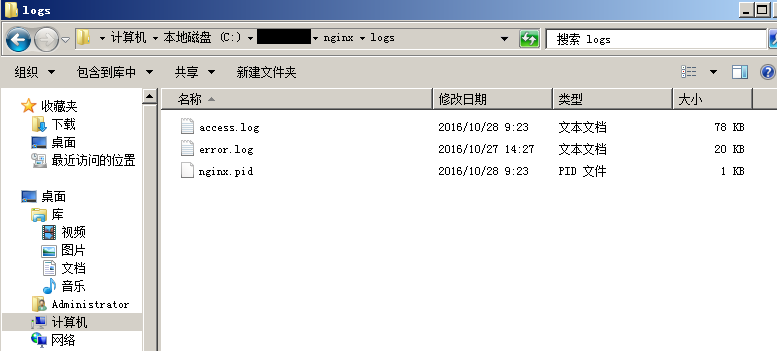 logs
计算机 本地磁盘 (C:) nginx logs 搜索 logs
组织 包含到库中 共享 新建文件夹
收藏夹
下载
桌面
最近访问的位置
桌面
库
视频
图片
文档
音乐
Administrator
计算机
网络
名称 修改日期 类型 大小
access.log 2016/10/28 9:23 文本文档 78 KB
error.log 2016/10/27 14:27 文本文档 20 KB
nginx.pid 2016/10/28 9:23 PID 文件 1 KB